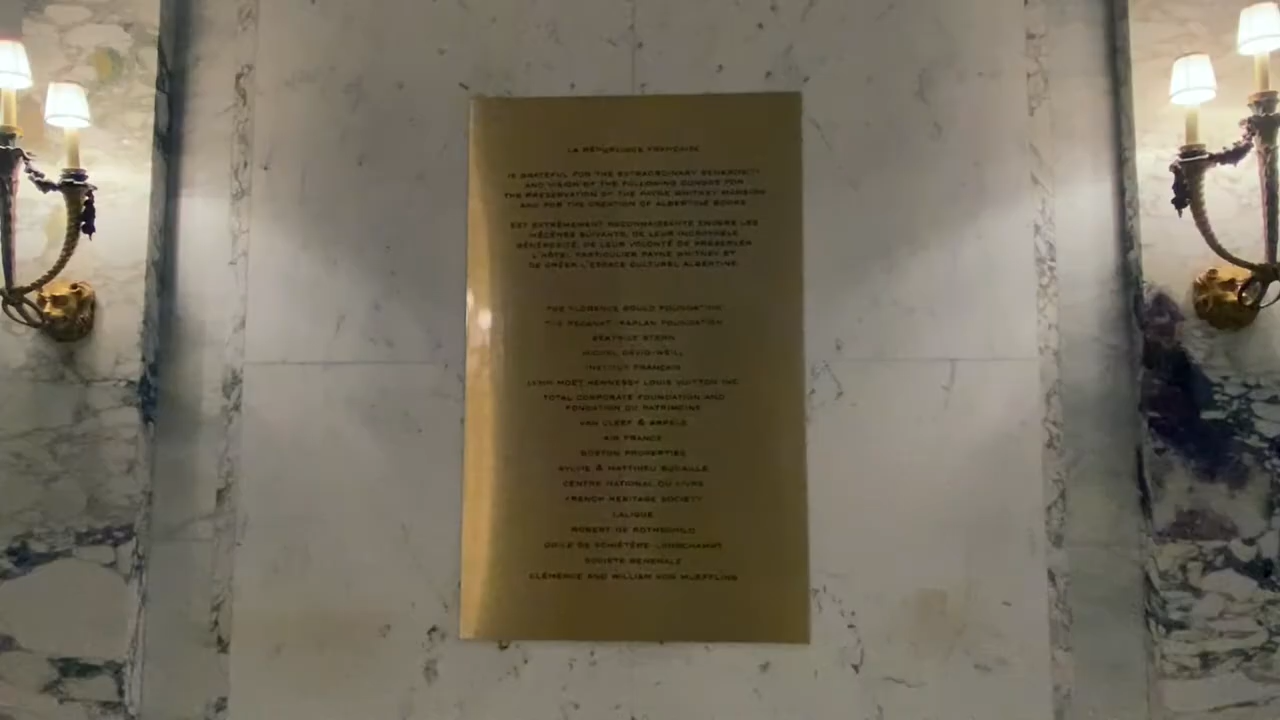 LA RÉPUBLIQUE FRANÇAISE
IS GRATEFUL FOR THE EXTRAORDINARY GENEROSITY
AND VISION OF THE FOLLOWING DONORS FOR
THE PRESERVATION OF THE PAYNE WHITNEY MANSION
AND FOR THE CREATION OF ALBERTINE BOOKS
EST EXTRÊMEMENT RECONNAISSANTE ENVERS LES
MÉCÈNES SUIVANTS, DE LEUR INCROYABLE
GÉNÉROSITÉ, DE LEUR VOLONTÉ DE PRÉSERVER
L'HÔTEL PARTICULIER PAYNE WHITNEY ET
DE CRÉER L'ESPACE CULTUREL ALBERTINE:
THE FLORENCE GOULD FOUNDATION
THE RECANATI-KAPLAN FOUNDATION
BÉATRICE STERN
MICHEL DAVID-WEILL
INSTITUT FRANÇAIS
LVMH MOËT HENNESSY LOUIS VUITTON INC.
TOTAL CORPORATE FOUNDATION AND
FONDATION DU PATRIMOINE
VAN CLEEF & ARPELS
AIR FRANCE
BOSTON PROPERTIES
SYLVIE & MATTHIEU
CENTRE NATIONAL DU LIVRE
FRENCH HERITAGE SOCIETY
LALIQUE
ROBERT DE ROTHSCHILD
ODILE DE
SOCIÉTÉ GÉNÉRALE
CLÉMENCE AND WILLIAM VON MUEFFLING